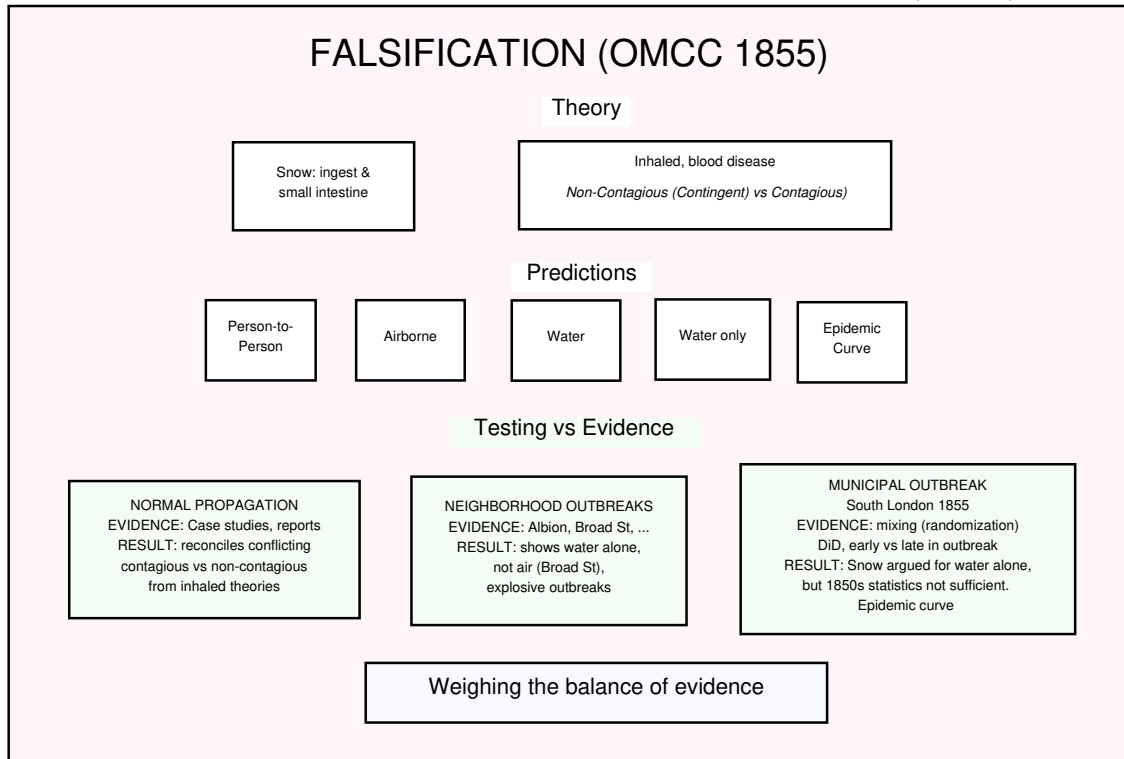 FALSIFICATION (OMCC 1855)
Theory
Snow: ingest &
small intestine
Inhaled, blood disease
Non-Contagious (Contingent) vs Contagious)
Predictions
Person-to-
Person
Airborne
Water
Water only
Epidemic
Curve
Testing vs Evidence
NORMAL PROPAGATION
EVIDENCE: Case studies, reports
RESULT: reconciles conflicting
contagious vs non-contagious
from inhaled theories
NEIGHBORHOOD OUTBREAKS
EVIDENCE: Albion, Broad St, ...
RESULT: shows water alone,
not air (Broad St),
explosive outbreaks
MUNICIPAL OUTBREAK
South London 1855
EVIDENCE: mixing (randomization)
DiD, early vs late in outbreak
RESULT: Snow argued for water alone,
but 1850s statistics not sufficient.
Epidemic curve
Weighing the balance of evidence